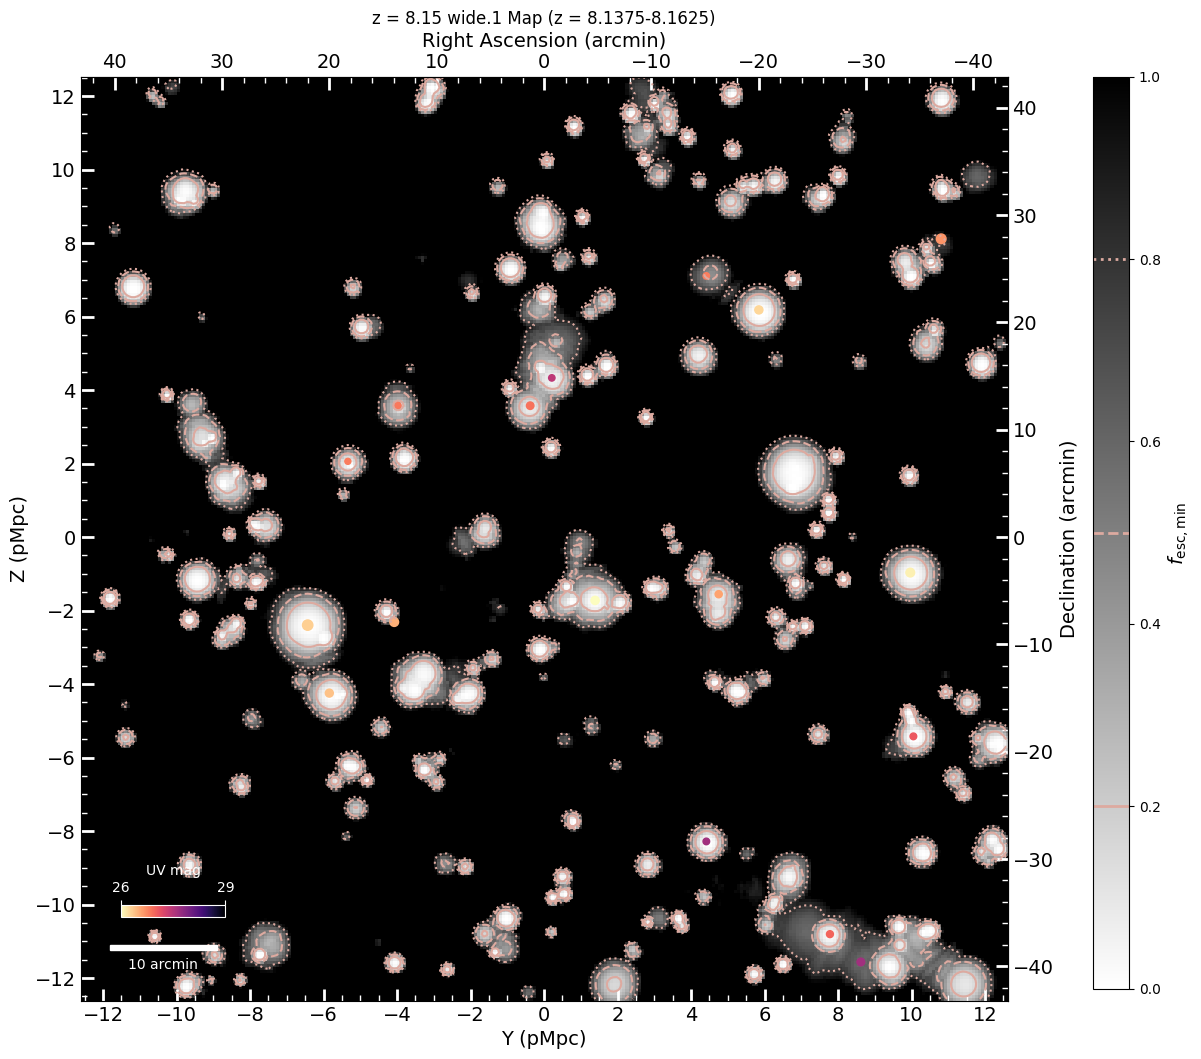 z = 8.15 wide.1 Map (z = 8.1375-8.1625)
Right Ascension (arcmin)
40 30 20 10 0 −10 −20 −30 −40
12 10 8 6 4 2 0 −2 −4 −6 −8 −10 −12
Z (pMpc)
UV mag
26 29
10 arcmin
−12 −10 −8 −6 −4 −2 0 2 4 6 8 10 12
Y (pMpc)
40 30 20 10 0 −10 −20 −30 −40
Declination (arcmin)
1.0 0.8 0.6 0.4 0.2 0.0
fesc, min